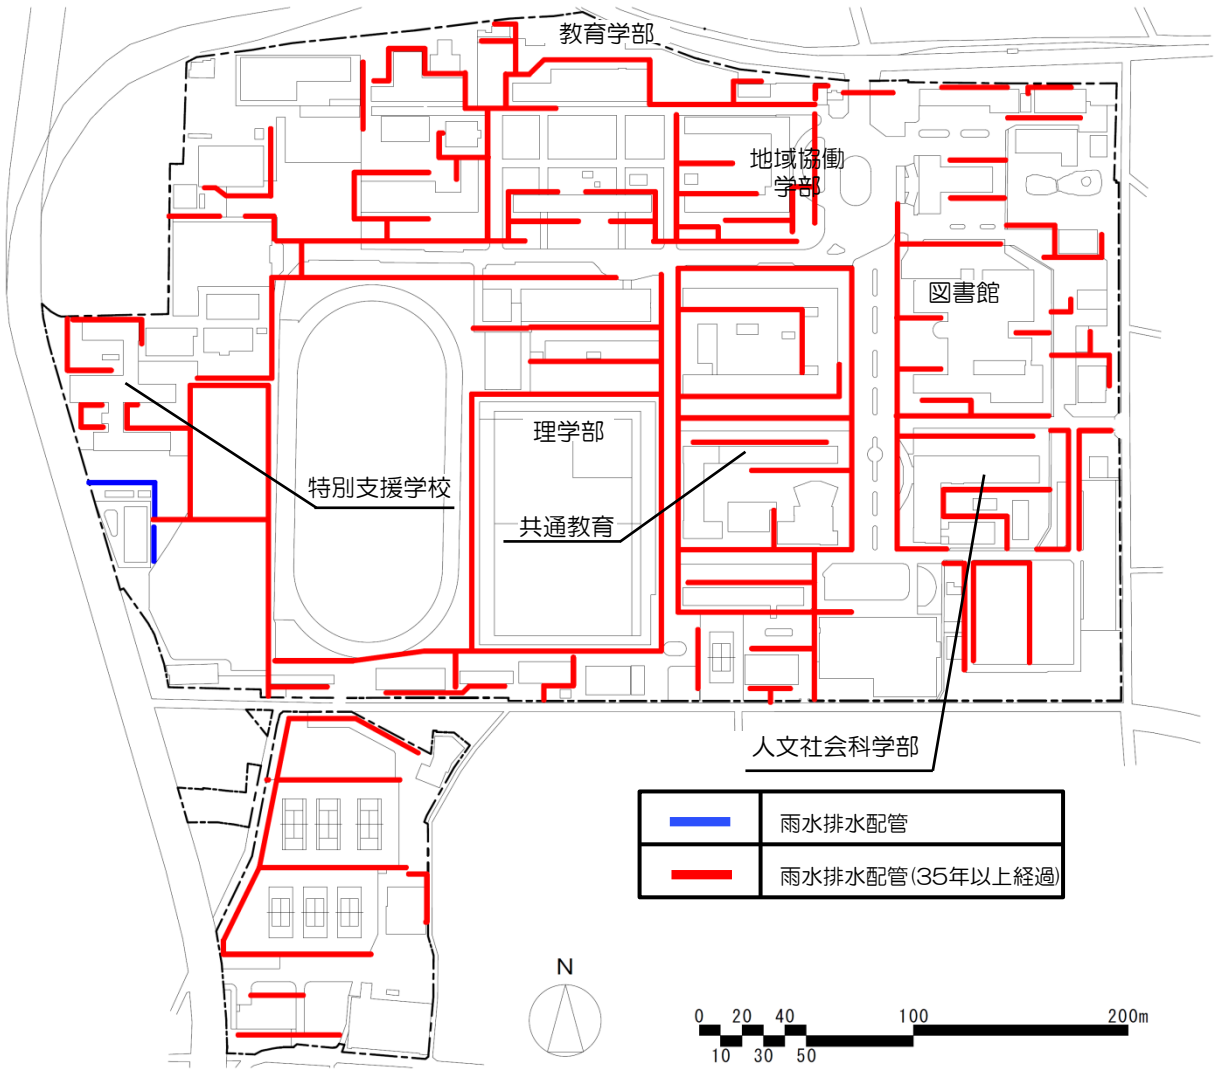 教育学部
地域協働
学部
図書館
理学部
特別支援学校
共通教育
人文社会科学部
雨水排水配管
雨水排水配管(35年以上経過)
N
0 20 40 100 200m
10 30 50